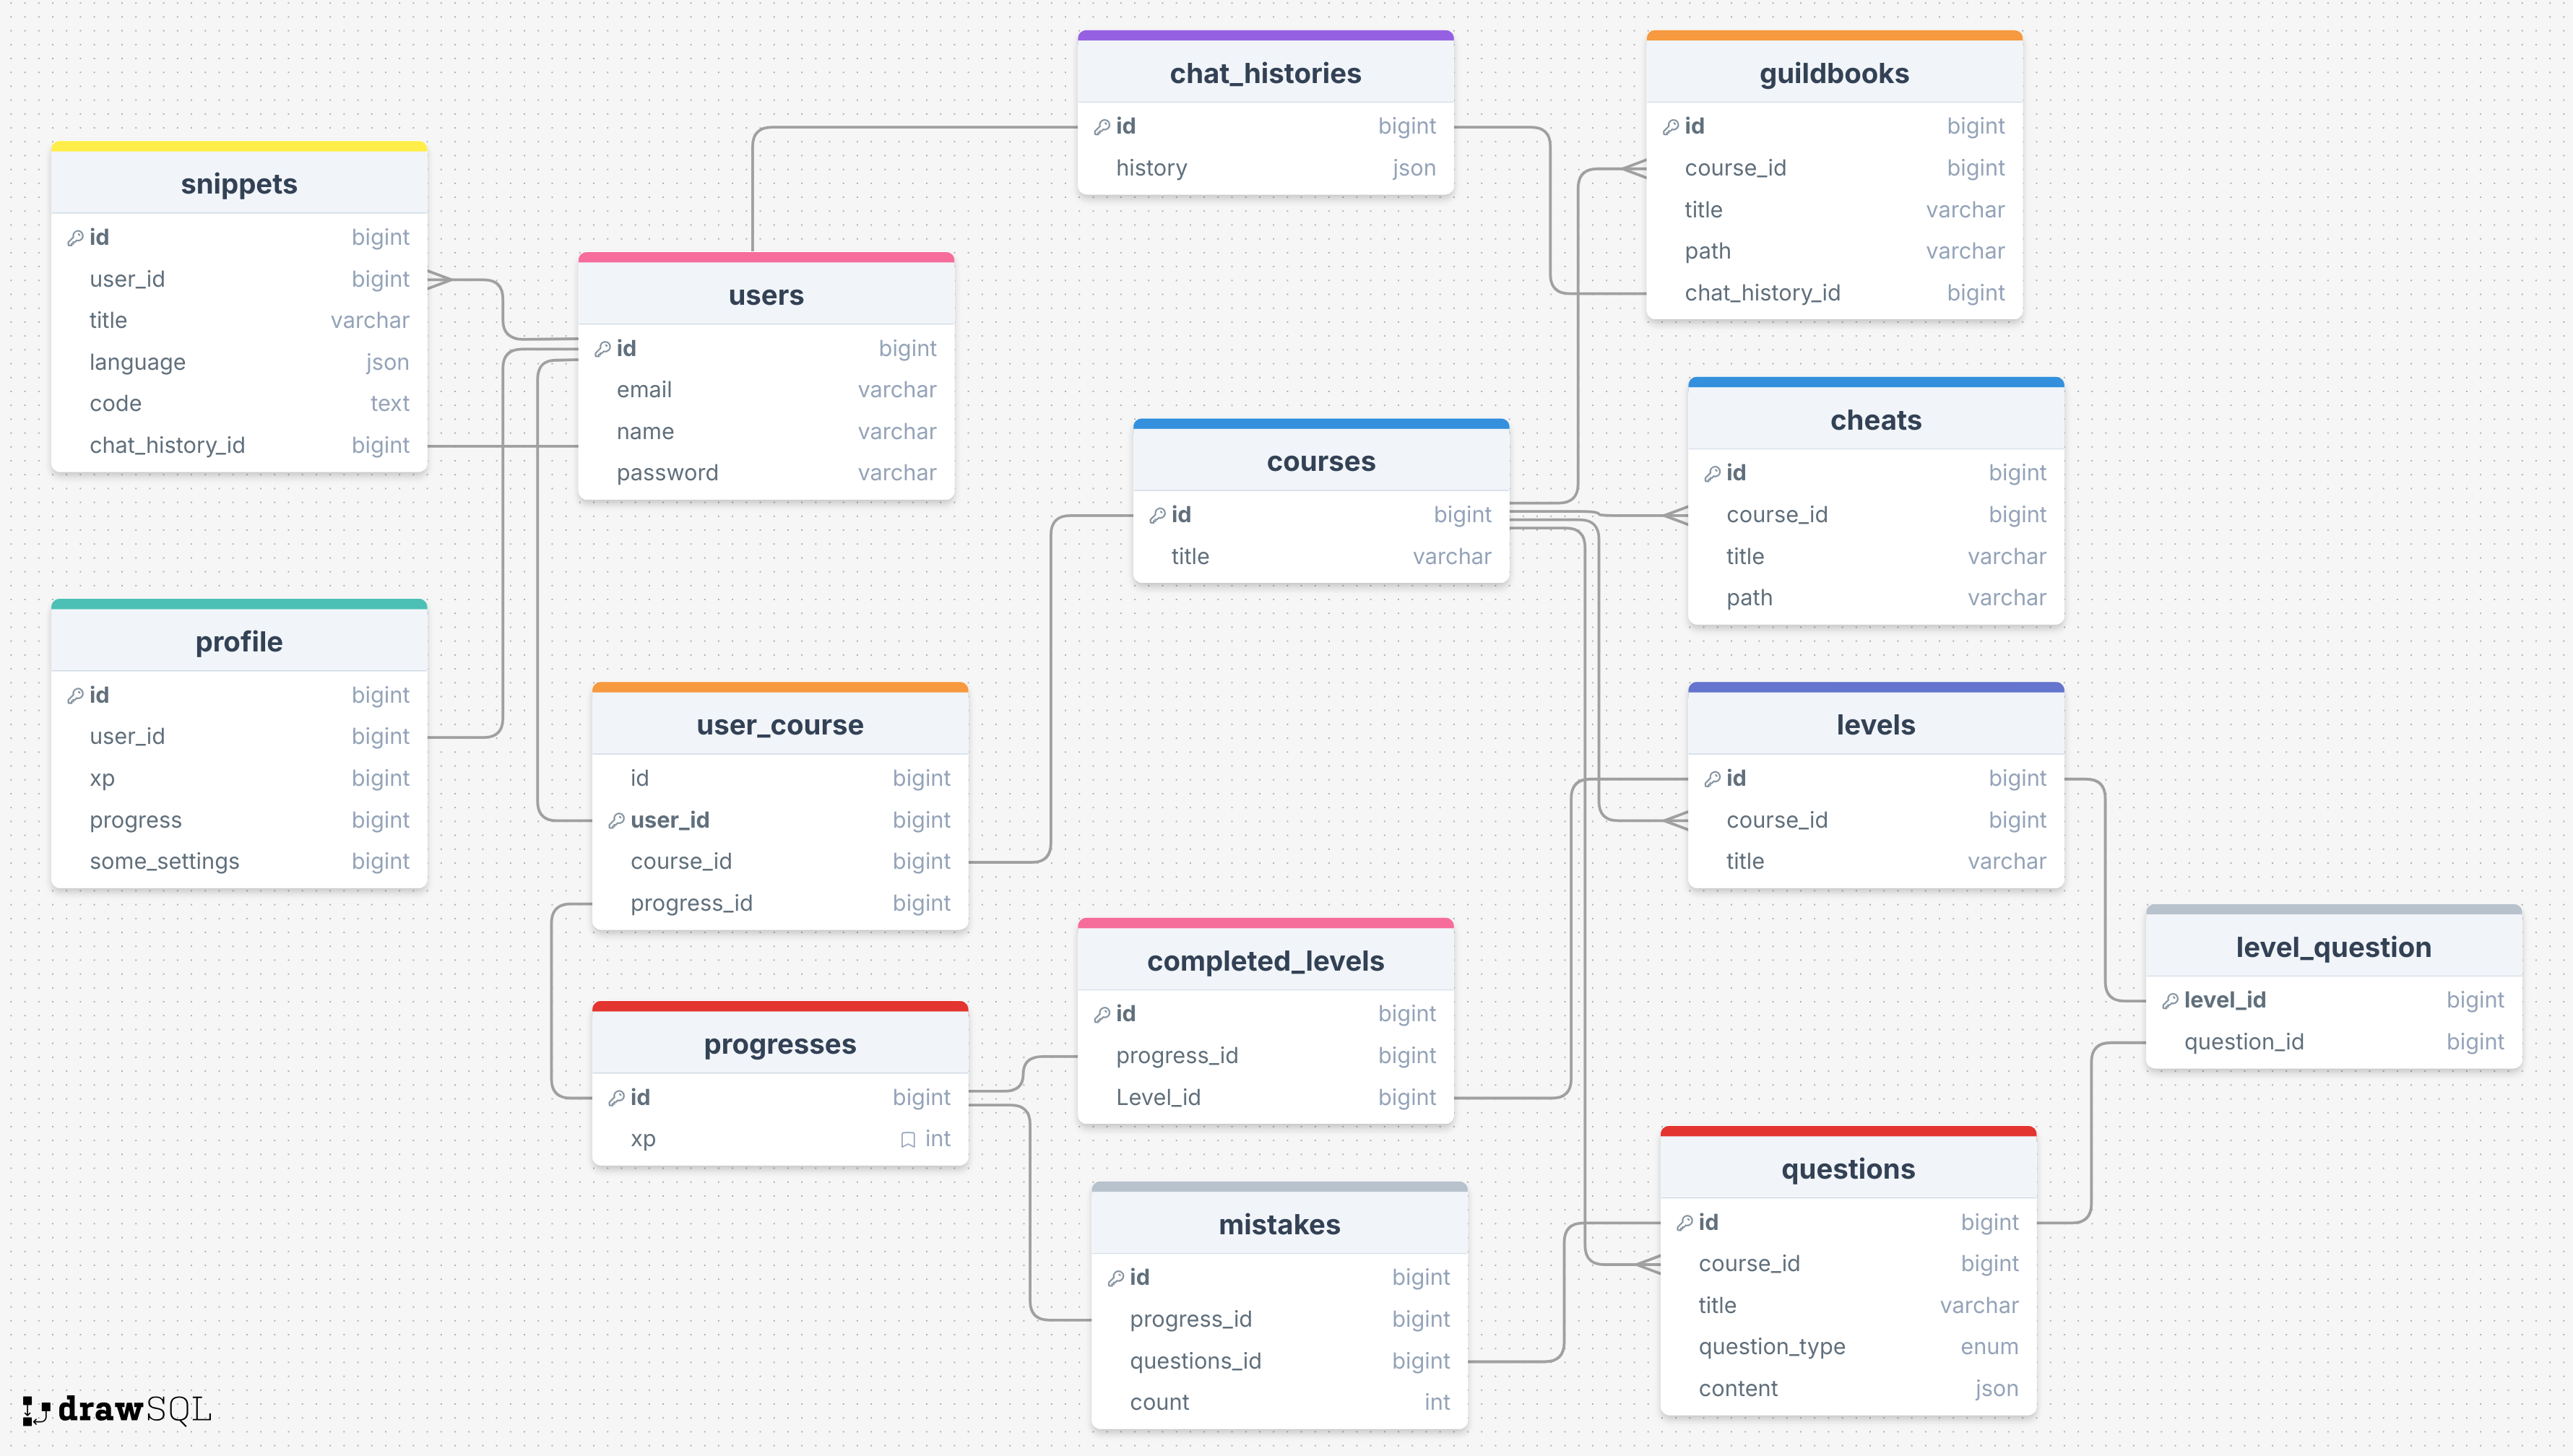 chat_histories
id bigint
history json
guildbooks
id bigint
course_id bigint
title varchar
path varchar
chat_history_id bigint
snippets
id bigint
user_id bigint
title varchar
language json
code text
chat_history_id bigint
users
id bigint
email varchar
name varchar
password varchar
courses
id bigint
title varchar
cheats
id bigint
course_id bigint
title varchar
path varchar
profile
id bigint
user_id bigint
xp bigint
progress bigint
some_settings bigint
user_course
id bigint
user_id bigint
course_id bigint
progress_id bigint
levels
id bigint
course_id bigint
title varchar
completed_levels
id bigint
progress_id bigint
Level_id bigint
level_question
level_id bigint
question_id bigint
progresses
id bigint
xp int
mistakes
id bigint
progress_id bigint
questions_id bigint
count int
questions
id bigint
course_id bigint
title varchar
question_type enum
content json
drawSQL